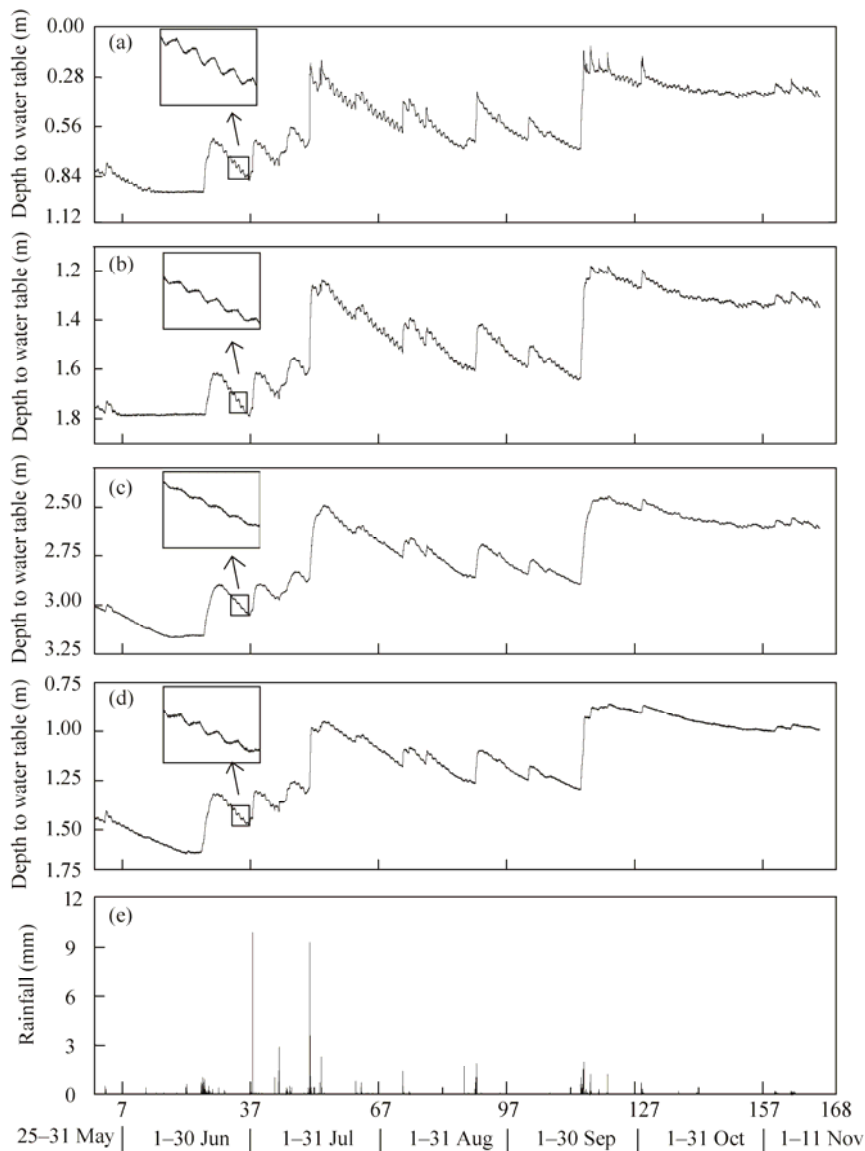 Depth to water table (m)
(a)
0.00
0.28
0.56
0.84
1.12
Depth to water table (m)
(b)
1.2
1.4
1.6
1.8
Depth to water table (m)
(c)
2.50
2.75
3.00
3.25
Depth to water table (m)
(d)
0.75
1.00
1.25
1.50
1.75
Rainfall (mm)
(e)
12
9
6
3
0
7 37 67 97 127 157 168
25–31 May | 1–30 Jun | 1–31 Jul | 1–31 Aug | 1–30 Sep | 1–31 Oct | 1–11 Nov